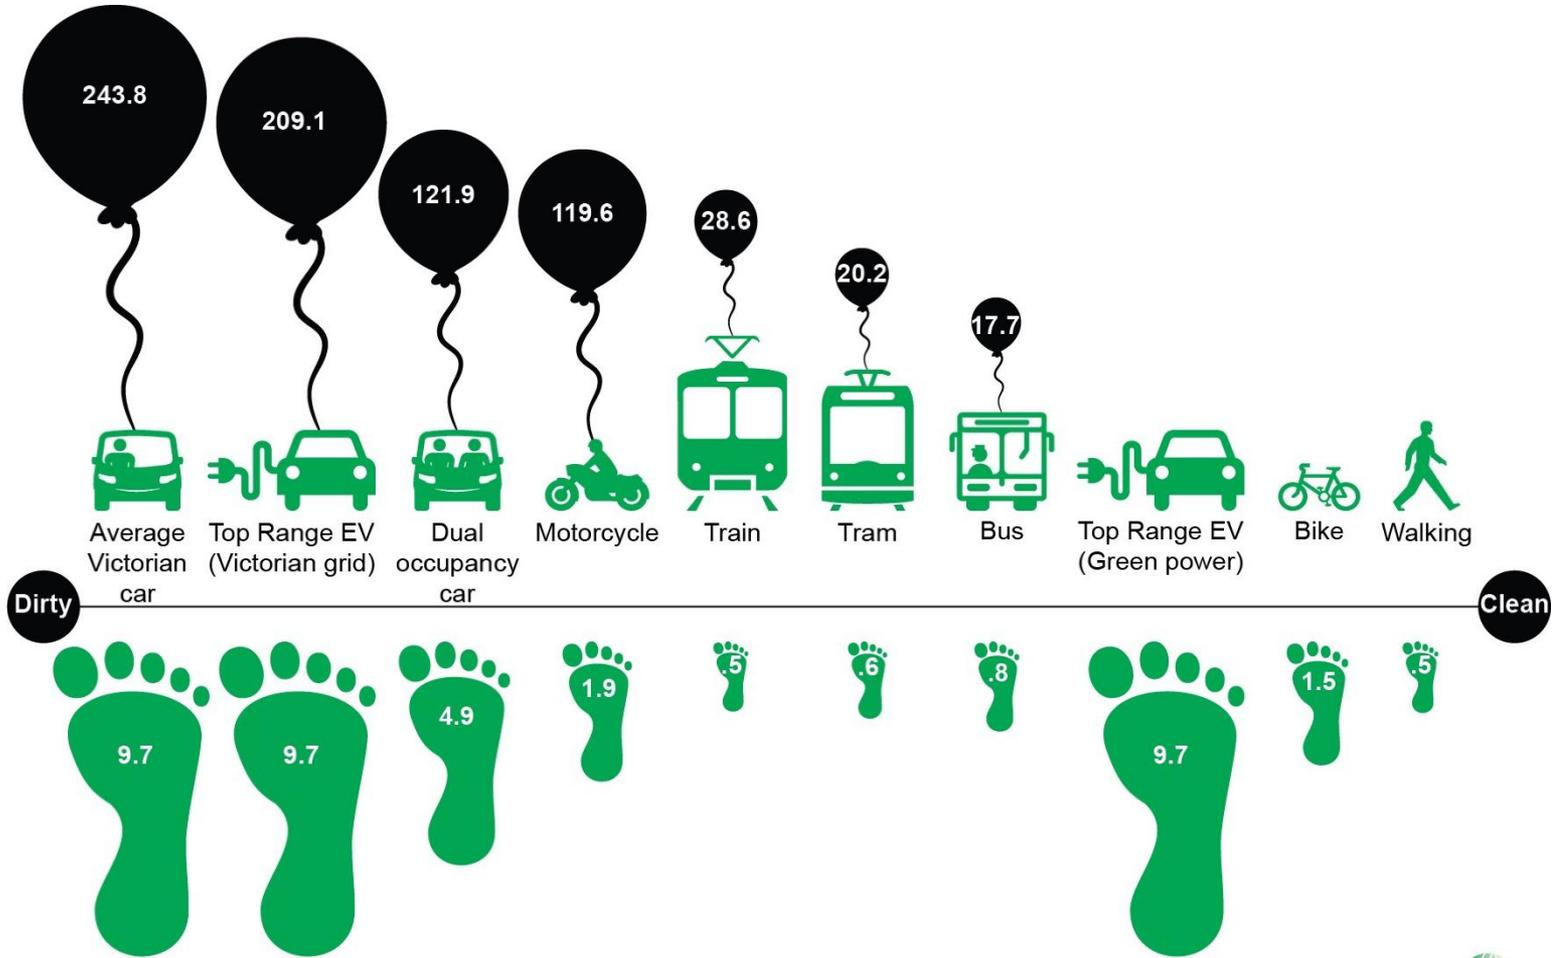 243.8
209.1
121.9
119.6
28.6
20.2
17.7
Average
Victorian
car
Top Range EV
(Victorian grid)
Dual
occupancy
car
Motorcycle
Train
Tram
Bus
Top Range EV
(Green power)
Bike
Walking
Dirty
Clean
9.7
9.7
4.9
1.9
.5
.6
.8
9.7
1.5
.5